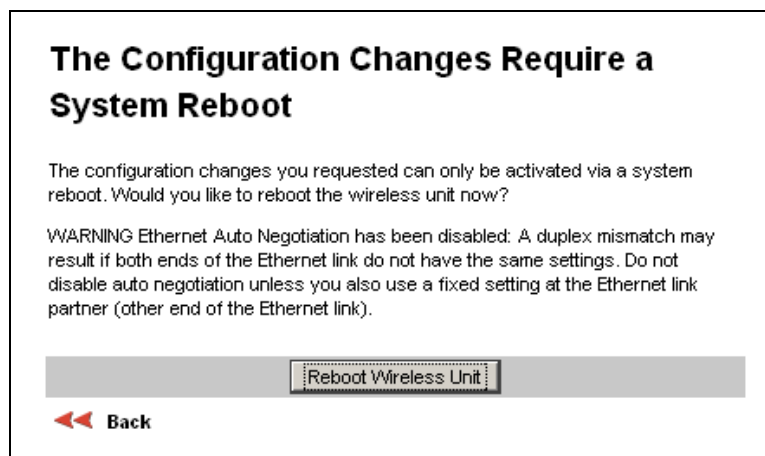 The Configuration Changes Require a
System Reboot
The configuration changes you requested can only be activated via a system
reboot. Would you like to reboot the wireless unit now?
WARNING Ethernet Auto Negotiation has been disabled: A duplex mismatch may
result if both ends of the Ethernet link do not have the same settings. Do not
disable auto negotiation unless you also use a fixed setting at the Ethernet link
partner (other end of the Ethernet link).
Reboot Wireless Unit
Back